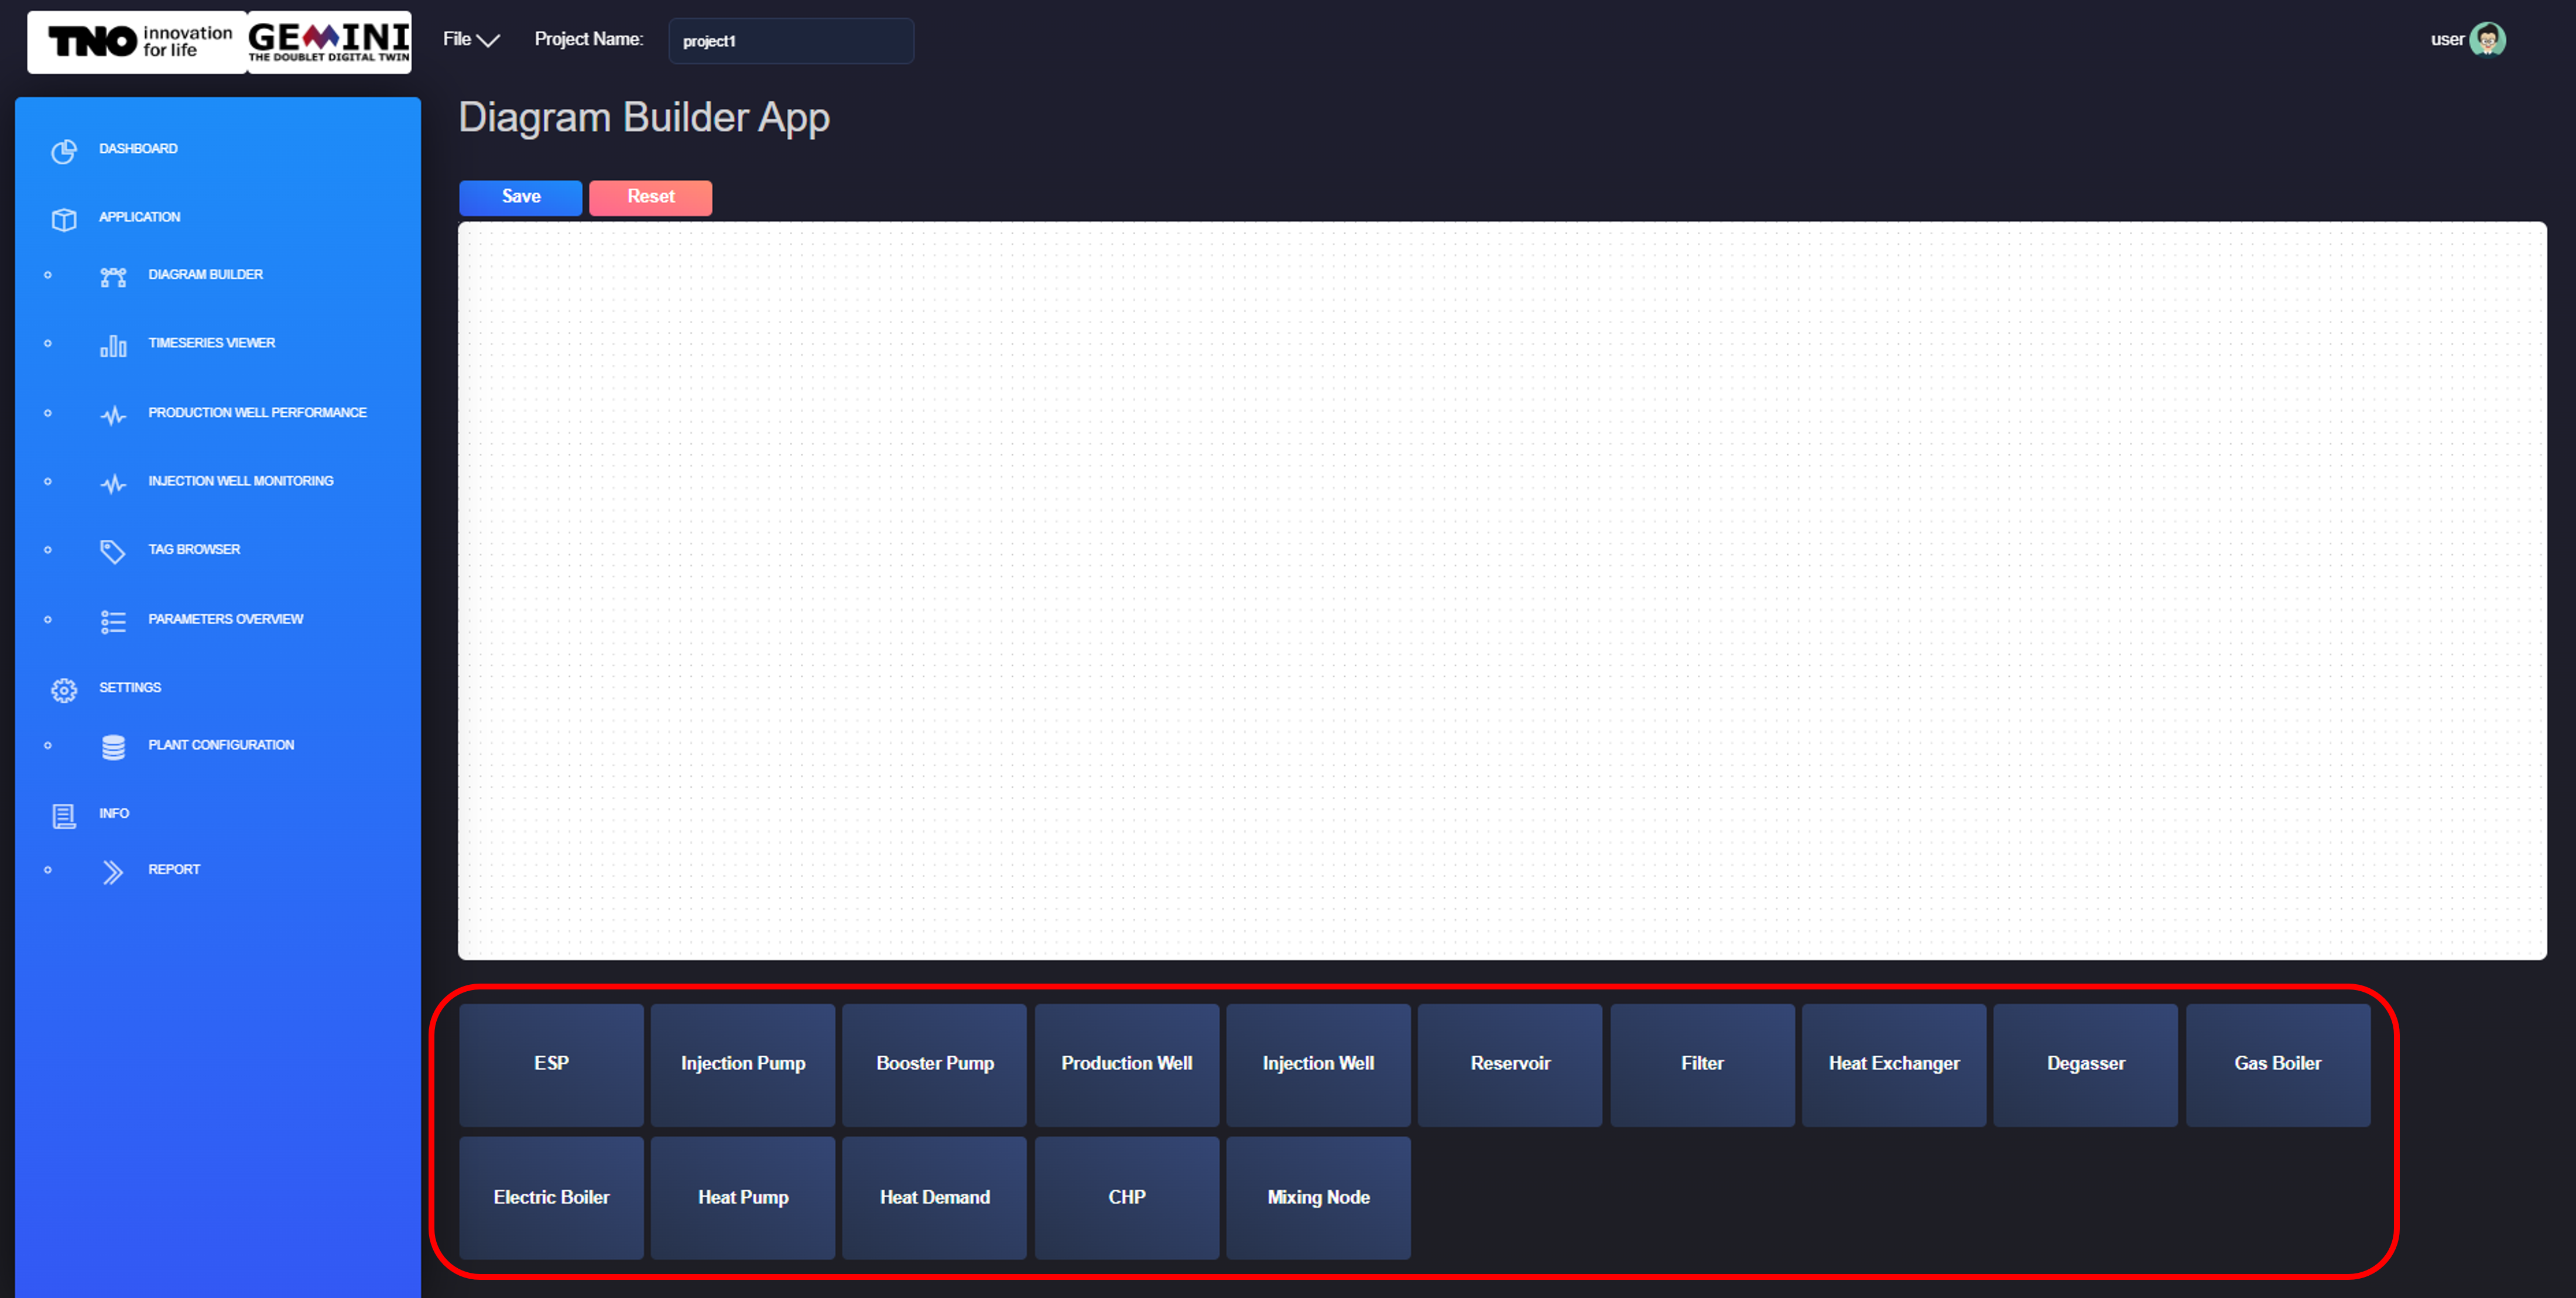 TNO innovation for life
GEMINI
THE DOUBLET DIGITAL TWIN
File
Project Name:
project1
user
DASHBOARD
APPLICATION
DIAGRAM BUILDER
TIMESERIES VIEWER
PRODUCTION WELL PERFORMANCE
INJECTION WELL MONITORING
TAG BROWSER
PARAMETERS OVERVIEW
SETTINGS
PLANT CONFIGURATION
INFO
REPORT
Diagram Builder App
Save Reset
ESP Injection Pump Booster Pump Production Well Injection Well Reservoir Filter Heat Exchanger Degasser Gas Boiler
Electric Boiler Heat Pump Heat Demand CHP Mixing Node